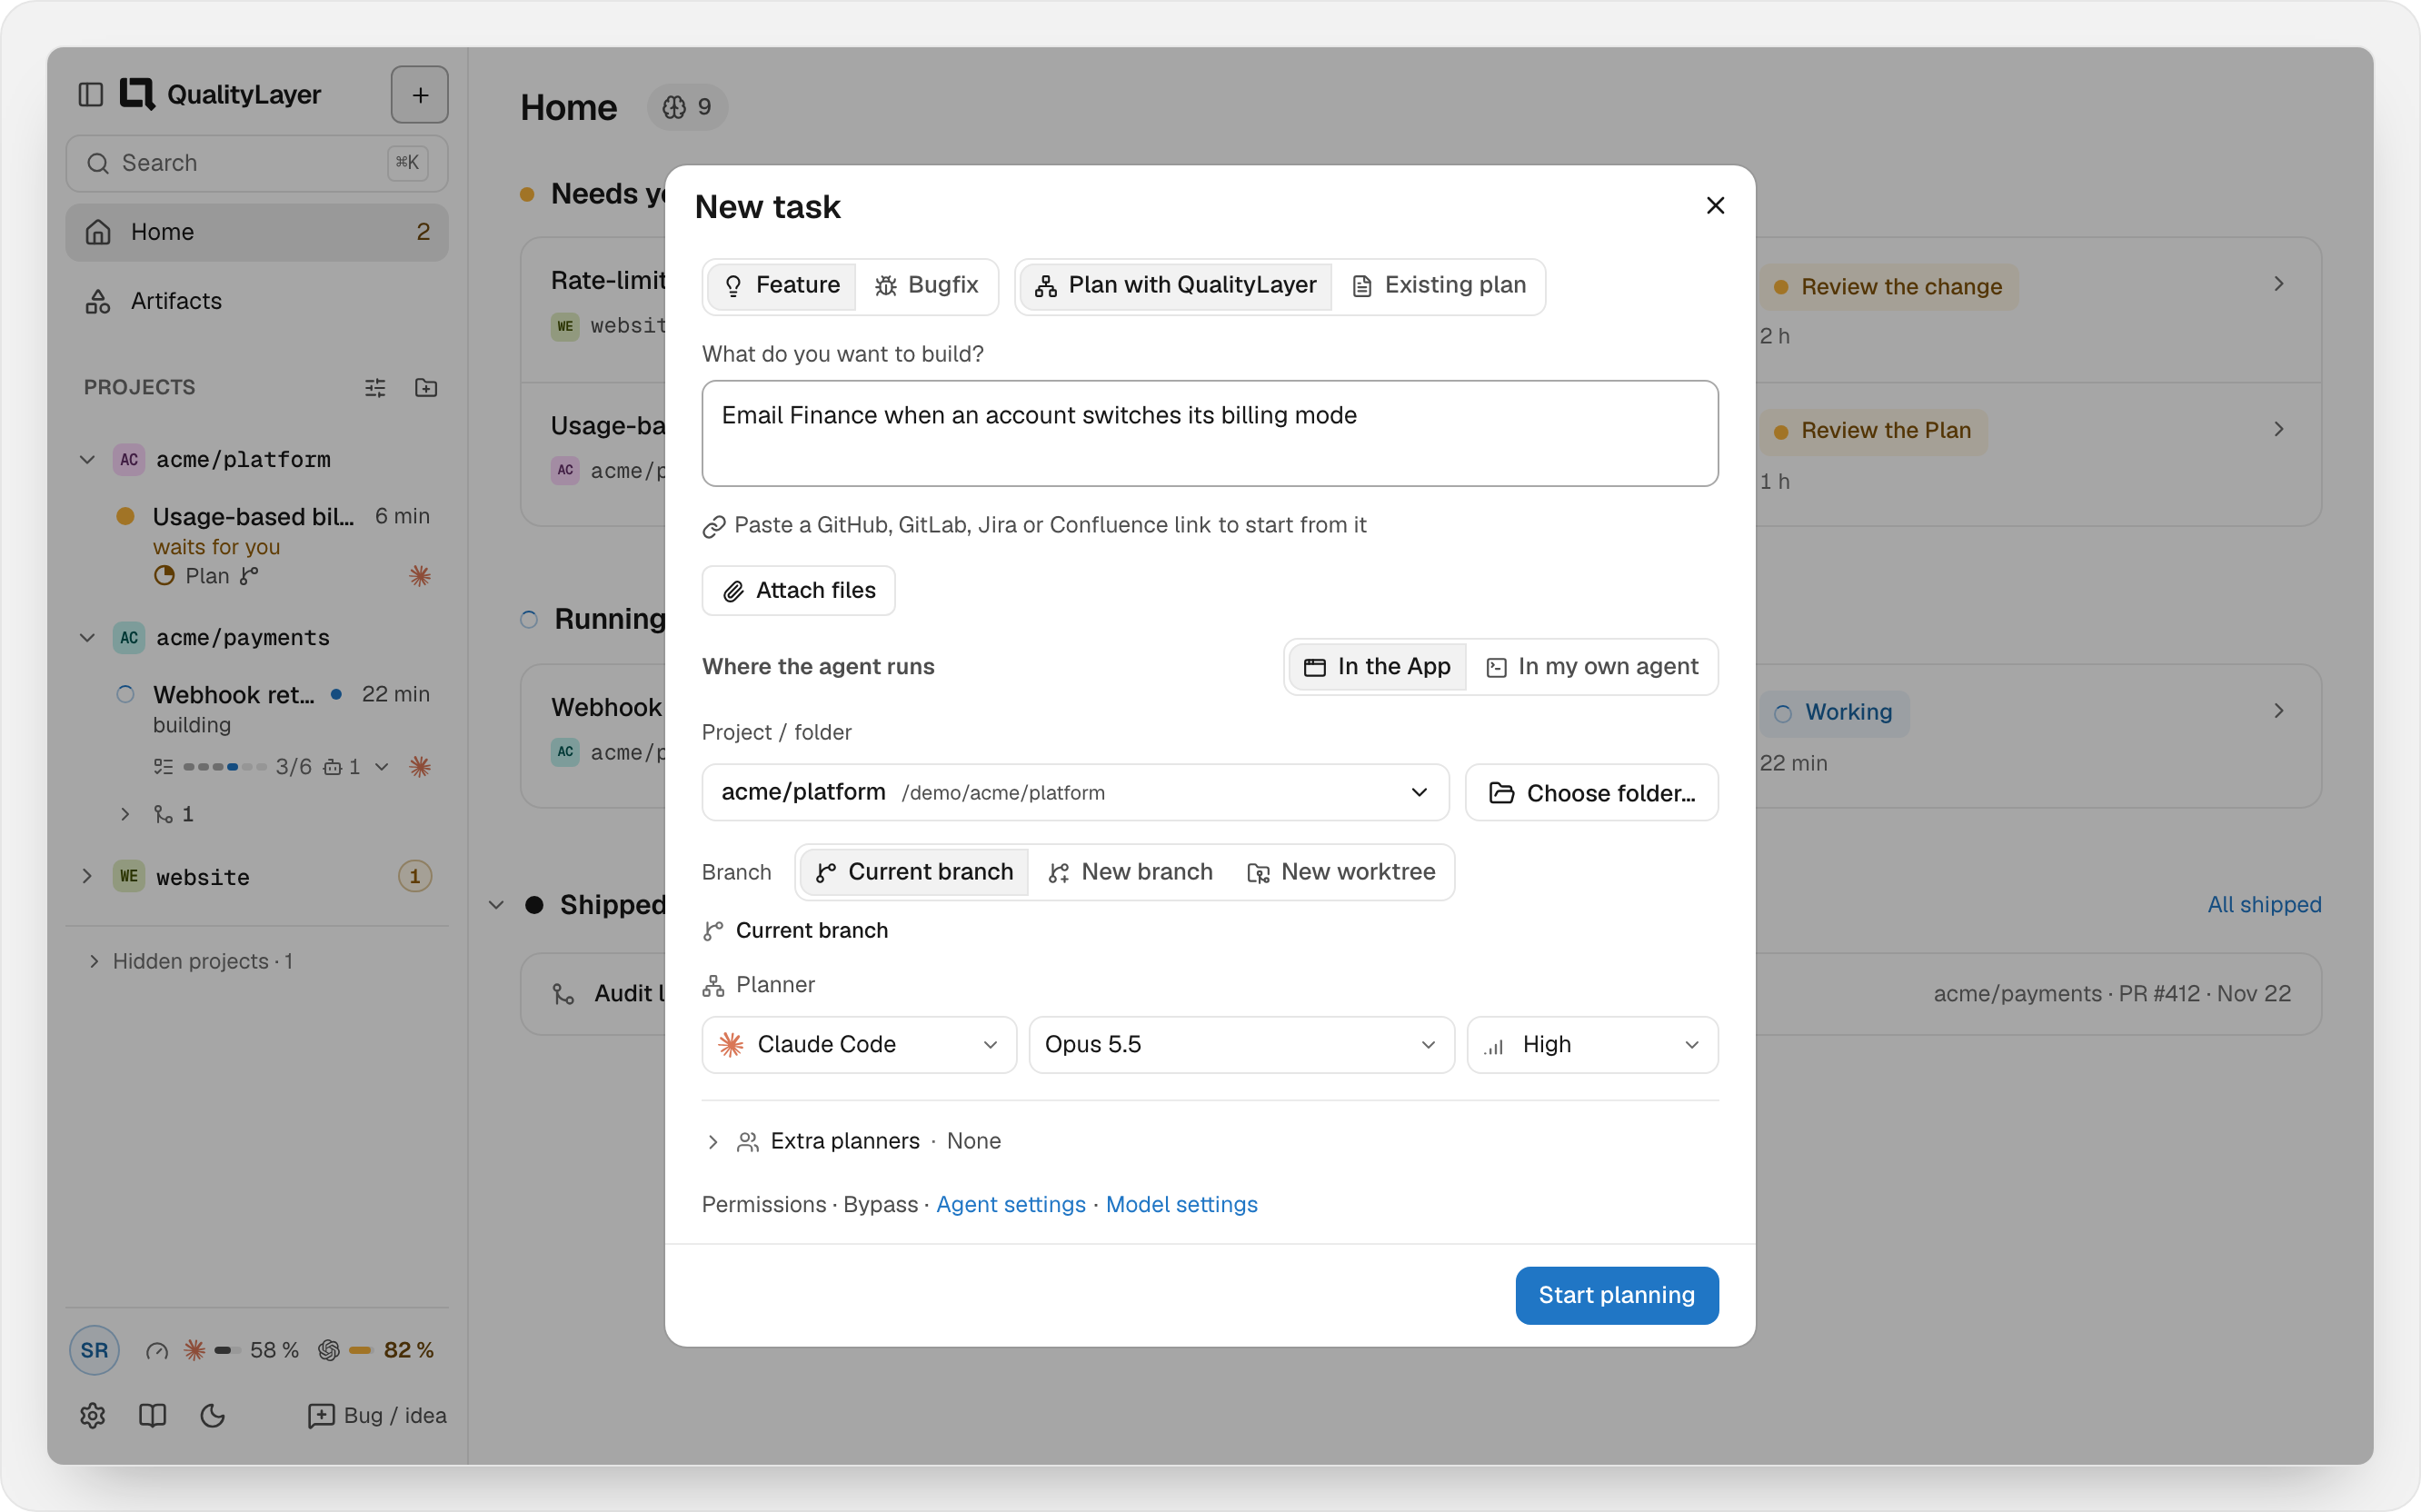 QualityLayer
Search
⌘K
Home
2
Artifacts
PROJECTS
AC acme/platform
Usage-based bil... 6 min
waits for you
Plan
AC acme/payments
Webhook ret... 22 min
building
3/6 1
1
WE website 1
Hidden projects · 1
SR 58 % 82 %
Bug / idea
Home 9
Needs
Rate-limit
WE
Review the change
2 h
Usage-ba
AC acme/p
Review the Plan
1 h
Running
Webhook
AC acme/p
Working
22 min
Shipped
All shipped
Audit
acme/payments · PR #412 · Nov 22
New task
Feature Bugfix Plan with QualityLayer Existing plan
What do you want to build?
Email Finance when an account switches its billing mode
Paste a GitHub, GitLab, Jira or Confluence link to start from it
Attach files
Where the agent runs In the App In my own agent
Project / folder
acme/platform /demo/acme/platform Choose folder...
Branch Current branch New branch New worktree
Current branch
Planner
Claude Code Opus 5.5 High
Extra planners · None
Permissions · Bypass · Agent settings · Model settings
Start planning